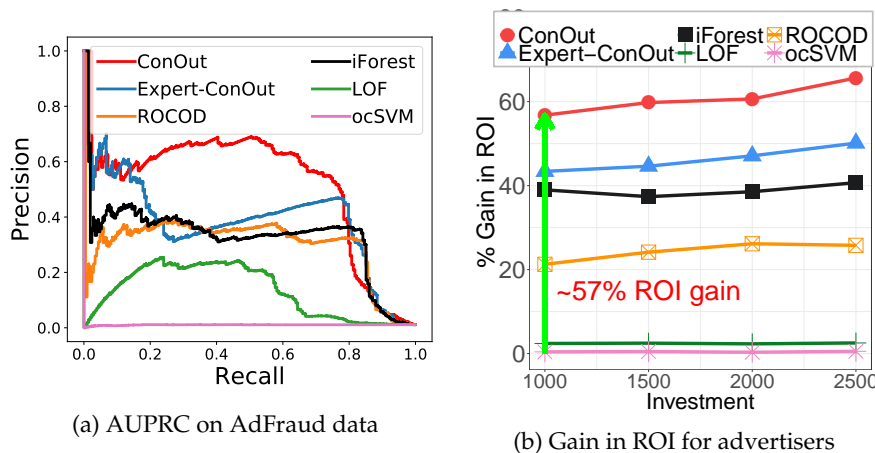 ConOut
Expert-ConOut
ROCOD
iForest
LOF
ocSVM
1.0
0.8
0.6
0.4
0.2
0.0
Precision
0.0 0.2 0.4 0.6 0.8 1.0
Recall
(a) AUPRC on AdFraud data
ConOut iForest ROCOD
Expert–ConOut LOF ocSVM
60
40
20
0
% Gain in ROI
~57% ROI gain
1000 1500 2000 2500
Investment
(b) Gain in ROI for advertisers